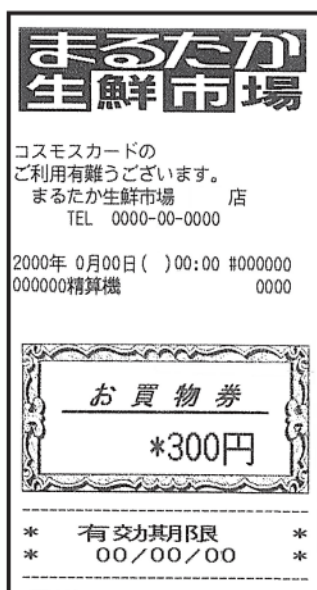 まるたか
生鮮市場
コスモスカードの
ご利用有難うございます。
まるたか生鮮市場　　　店
TEL 0000-00-0000
2000年 0月00日( )00:00 #000000
000000精算機 0000
お買物券
*300円
* 有効期限 *
* 00/00/00 *